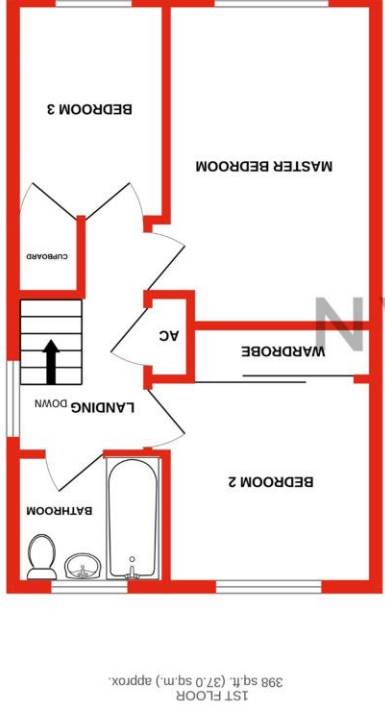 1ST FLOOR
398 sq.ft. (37.0 sq.m.) approx.
BEDROOM 2
BATHROOM
LANDING
DOWN
WARDROBE
AC
CUPBOARD
MASTER BEDROOM
BEDROOM 3